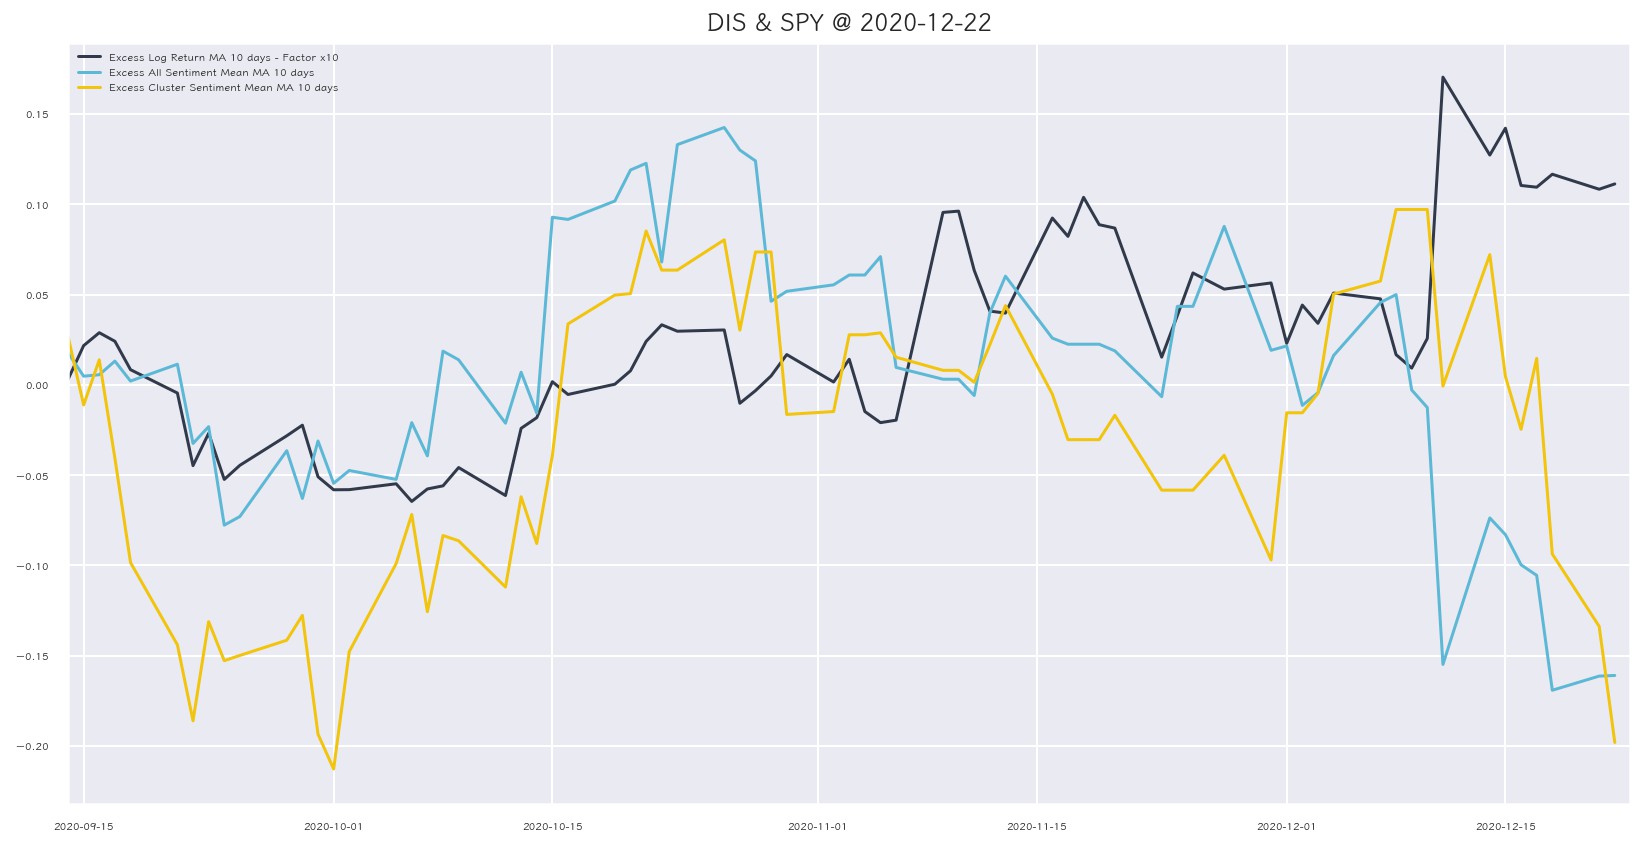 DIS & SPY @ 2020-12-22
Excess Log Return MA 10 days - Factor x10
Excess All Sentiment Mean MA 10 days
Excess Cluster Sentiment Mean MA 10 days
0.15
0.10
0.05
0.00
−0.05
−0.10
−0.15
−0.20
2020-09-15 2020-10-01 2020-10-15 2020-11-01 2020-11-15 2020-12-01 2020-12-15